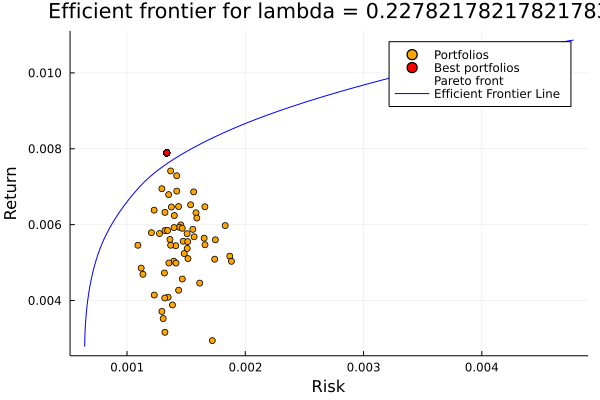 Efficient frontier for lambda = 0.2278217821782178
Portfolios
Best portfolios
Pareto front
Efficient Frontier Line
0.010
0.008
0.006
0.004
Return
0.001 0.002 0.003 0.004
Risk